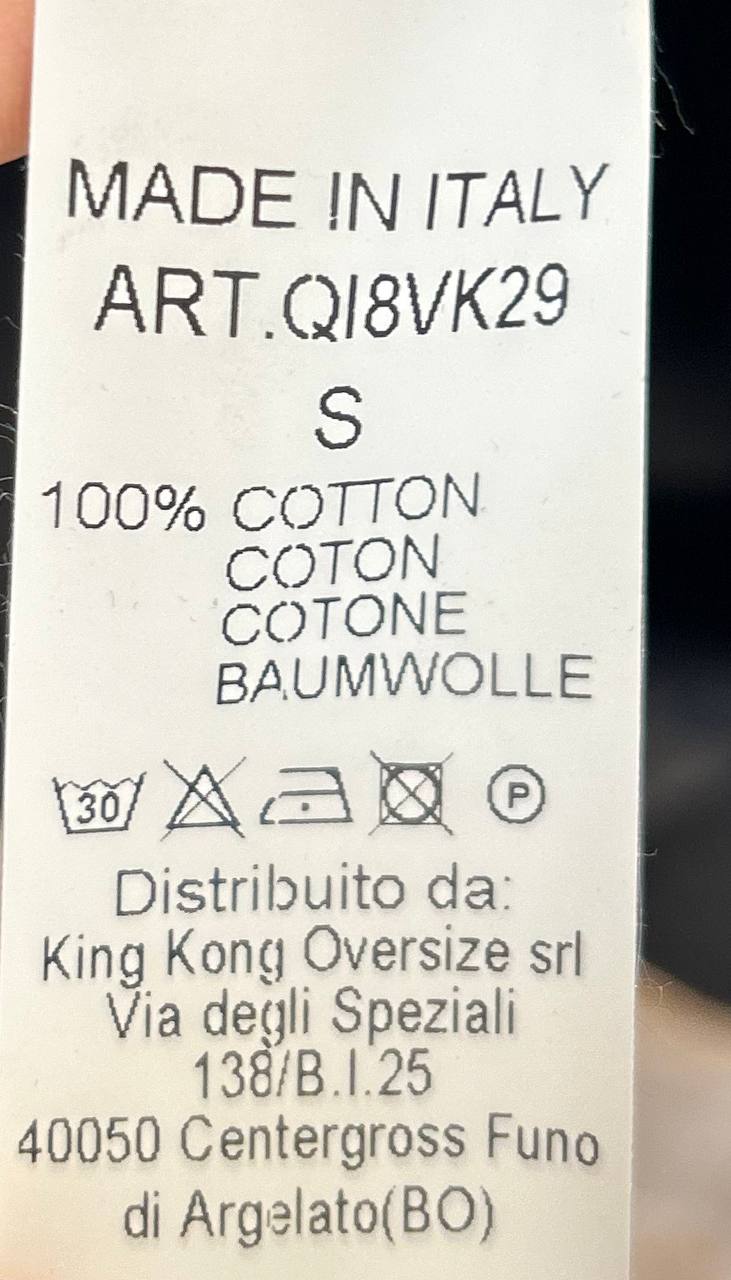 MADE IN ITALY
ART.QI8VK29
S
100% COTTON
COTON
COTONE
BAUMWOLLE
30 P
Distribuito da:
King Kong Oversize srl
Via degli Speziali
138/B.I.25
40050 Centergross Funo
di Argelato(BO)